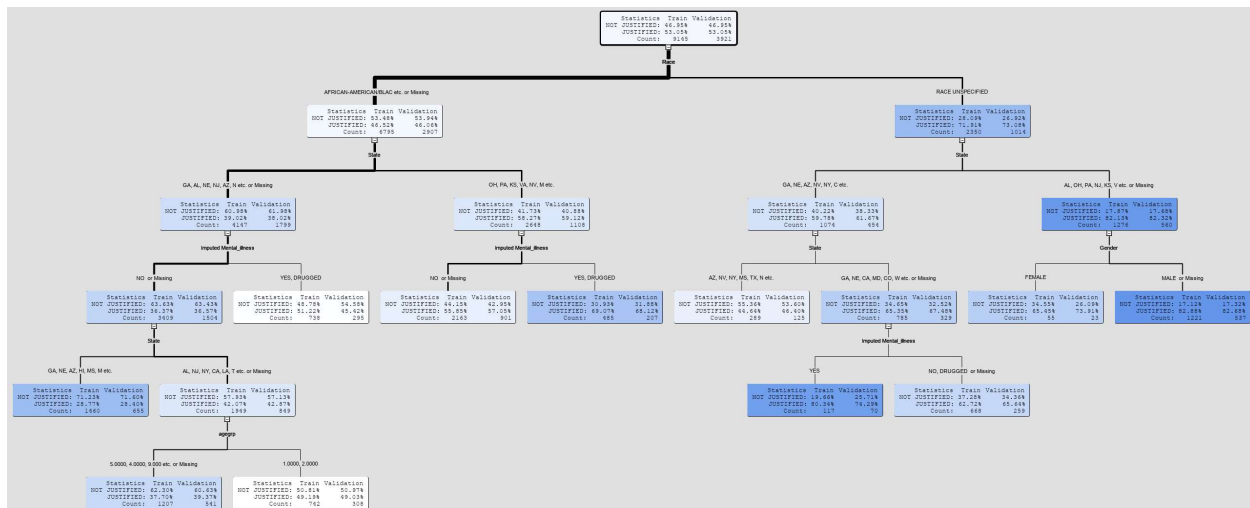 Statistics Train Validation
NOT JUSTIFIED: 46.95% 46.95%
JUSTIFIED: 53.05% 53.05%
Count: 9145 3921
Race
AFRICAN-AMERICAN/BLAC etc. or Missing
RACE UNSPECIFIED
Statistics Train Validation
NOT JUSTIFIED: 53.48% 53.94%
JUSTIFIED: 46.52% 46.06%
Count: 6795 2907
Statistics Train Validation
NOT JUSTIFIED: 28.09% 26.92%
JUSTIFIED: 71.91% 73.08%
Count: 2350 1014
State
State
GA, AL, NE, NJ, AZ, N etc. or Missing
OH, PA, KS, VA, NV, M etc.
GA, NE, AZ, NV, NY, C etc.
AL, OH, PA, NJ, KS, V etc. or Missing
Statistics Train Validation
NOT JUSTIFIED: 60.98% 61.98%
JUSTIFIED: 39.02% 38.02%
Count: 4147 1799
Statistics Train Validation
NOT JUSTIFIED: 41.73% 40.88%
JUSTIFIED: 58.27% 59.12%
Count: 2648 1108
Statistics Train Validation
NOT JUSTIFIED: 40.22% 38.33%
JUSTIFIED: 59.78% 61.67%
Count: 1074 454
Statistics Train Validation
NOT JUSTIFIED: 17.87% 17.68%
JUSTIFIED: 82.13% 82.32%
Count: 1276 560
Imputed Mental_illness
Imputed Mental_illness
State
Gender
NO or Missing
YES, DRUGGED
NO or Missing
YES, DRUGGED
AZ, NV, NY, MS, TX, N etc.
GA, NE, CA, MD, CO, W etc. or Missing
FEMALE
MALE or Missing
Statistics Train Validation
NOT JUSTIFIED: 63.63% 63.43%
JUSTIFIED: 36.37% 36.57%
Count: 3409 1504
Statistics Train Validation
NOT JUSTIFIED: 48.78% 54.58%
JUSTIFIED: 51.22% 45.42%
Count: 738 295
Statistics Train Validation
NOT JUSTIFIED: 44.15% 42.95%
JUSTIFIED: 55.85% 57.05%
Count: 2163 901
Statistics Train Validation
NOT JUSTIFIED: 30.93% 31.88%
JUSTIFIED: 69.07% 68.12%
Count: 485 207
Statistics Train Validation
NOT JUSTIFIED: 55.36% 53.60%
JUSTIFIED: 44.64% 46.40%
Count: 289 125
Statistics Train Validation
NOT JUSTIFIED: 34.65% 32.52%
JUSTIFIED: 65.35% 67.48%
Count: 785 329
Statistics Train Validation
NOT JUSTIFIED: 34.55% 26.09%
JUSTIFIED: 65.45% 73.91%
Count: 55 23
Statistics Train Validation
NOT JUSTIFIED: 17.12% 17.32%
JUSTIFIED: 82.88% 82.68%
Count: 1221 537
State
Imputed Mental_illness
GA, NE, AZ, HI, MS, M etc.
AL, NJ, NY, CA, LA, T etc. or Missing
YES
NO, DRUGGED or Missing
Statistics Train Validation
NOT JUSTIFIED: 71.23% 71.60%
JUSTIFIED: 28.77% 28.40%
Count: 1460 655
Statistics Train Validation
NOT JUSTIFIED: 57.93% 57.13%
JUSTIFIED: 42.07% 42.87%
Count: 1949 849
Statistics Train Validation
NOT JUSTIFIED: 19.66% 25.71%
JUSTIFIED: 80.34% 74.29%
Count: 117 70
Statistics Train Validation
NOT JUSTIFIED: 37.28% 34.36%
JUSTIFIED: 62.72% 65.64%
Count: 668 259
agegrp
5.0000, 4.0000, 9.000 etc. or Missing
1.0000, 2.0000
Statistics Train Validation
NOT JUSTIFIED: 62.30% 60.63%
JUSTIFIED: 37.70% 39.37%
Count: 1207 541
Statistics Train Validation
NOT JUSTIFIED: 50.81% 50.97%
JUSTIFIED: 49.19% 49.03%
Count: 742 308